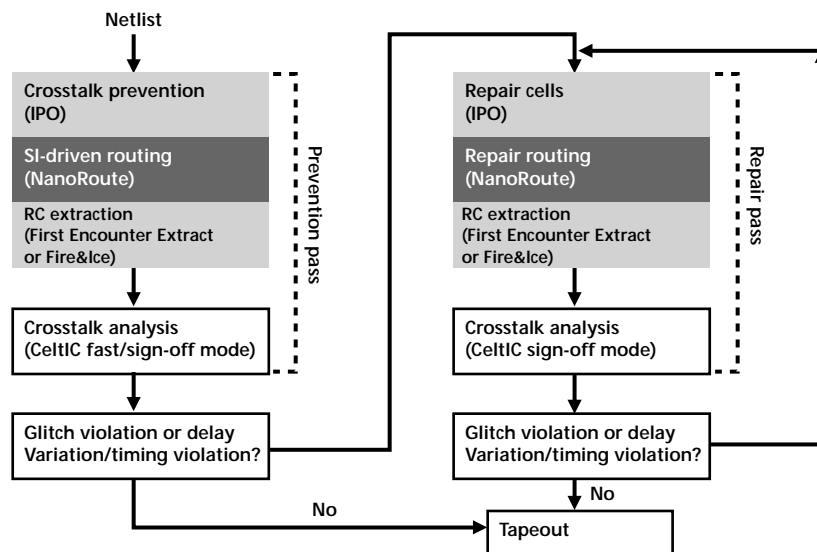 Netlist
Crosstalk prevention
(IPO)
SI-driven routing
(NanoRoute)
RC extraction
(First Encounter Extract
or Fire&Ice)
Crosstalk analysis
(CeltIC fast/sign-off mode)
Glitch violation or delay
Variation/timing violation?
Prevention pass
No
Repair cells
(IPO)
Repair routing
(NanoRoute)
RC extraction
(First Encounter Extract
or Fire&Ice)
Crosstalk analysis
(CeltIC sign-off mode)
Glitch violation or delay
Variation/timing violation?
Repair pass
No
Tapeout